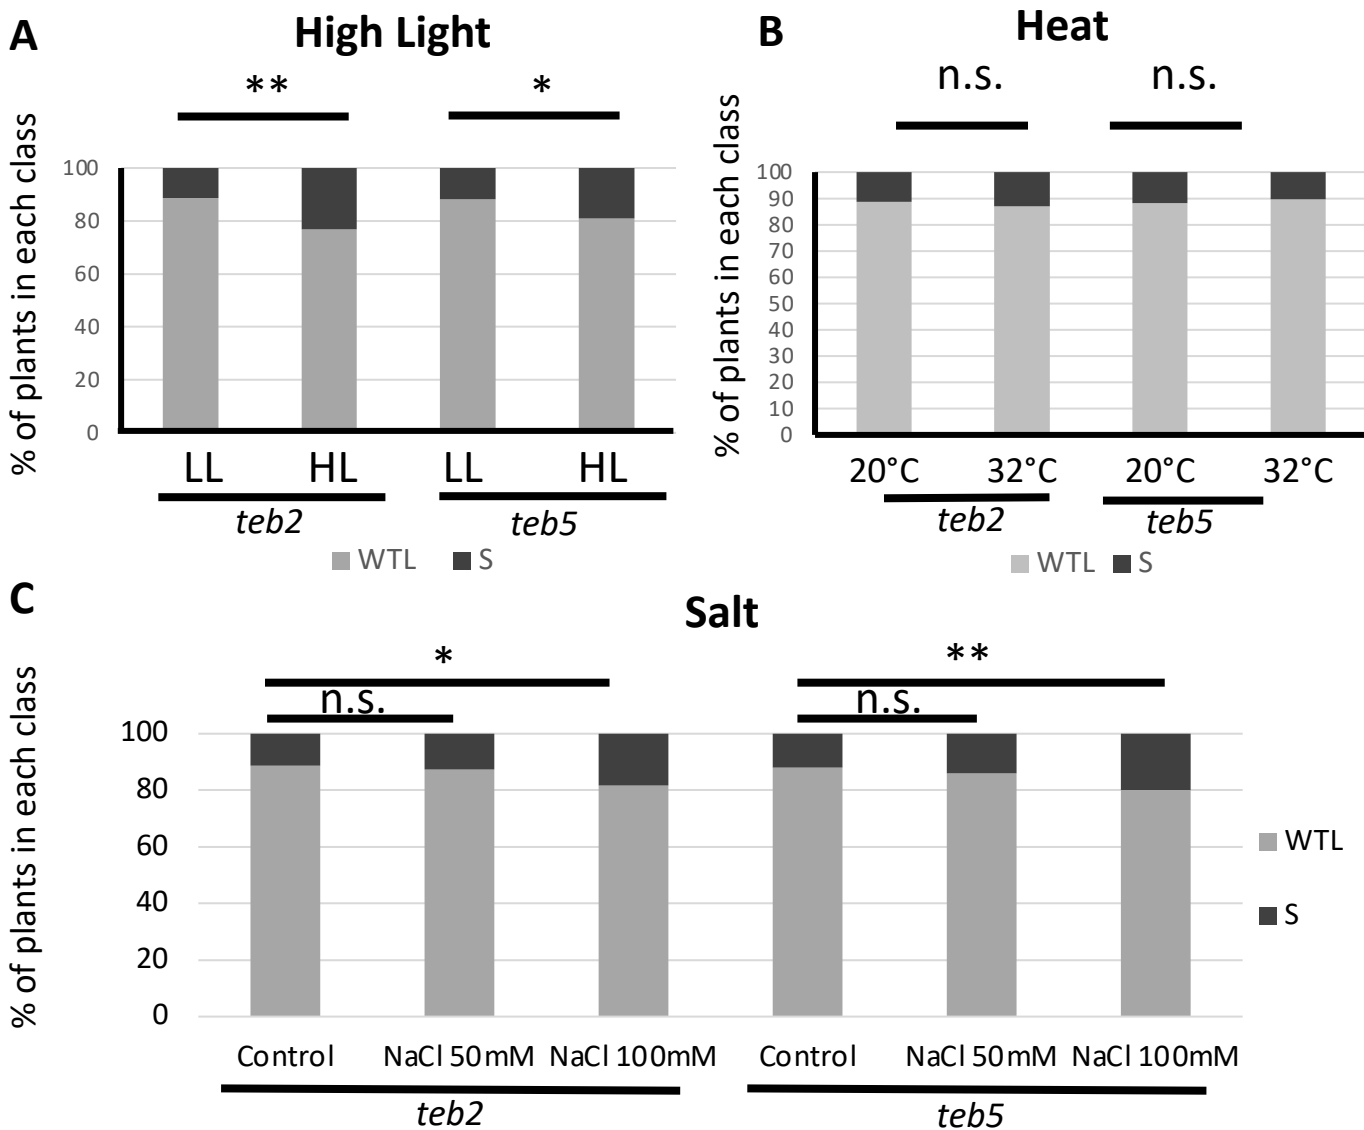 A
High Light
**
*
% of plants in each class
100
80
60
40
20
0
LL HL LL HL
teb2 teb5
WTL S
B
Heat
n.s. n.s.
% of plants in each class
100
90
80
70
60
50
40
30
20
10
0
20°C 32°C 20°C 32°C
teb2 teb5
WTL S
C
Salt
* **
n.s. n.s.
% of plants in each class
100
80
60
40
20
0
Control NaCl 50mM NaCl 100mM Control NaCl 50mM NaCl 100mM
teb2 teb5
WTL
S